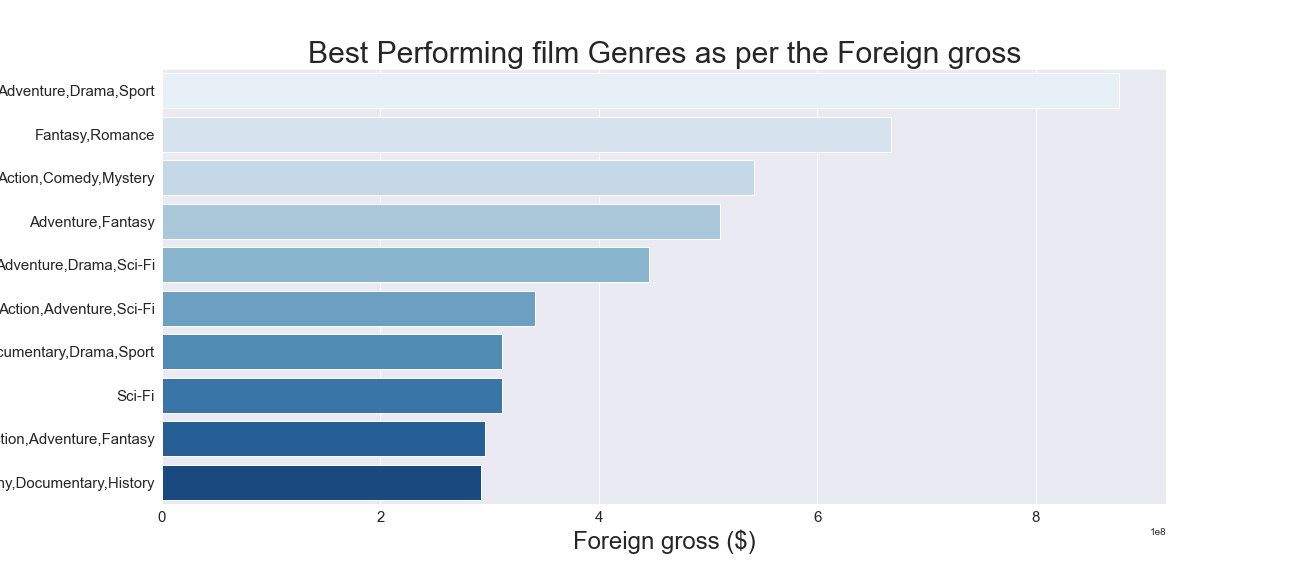 Best Performing film Genres as per the Foreign gross
Adventure,Drama,Sport
Fantasy,Romance
Action,Comedy,Mystery
Adventure,Fantasy
Adventure,Drama,Sci-Fi
Action,Adventure,Sci-Fi
cumentary,Drama,Sport
Sci-Fi
tion,Adventure,Fantasy
hy,Documentary,History
0 2 4 6 8
1e8
Foreign gross ($)